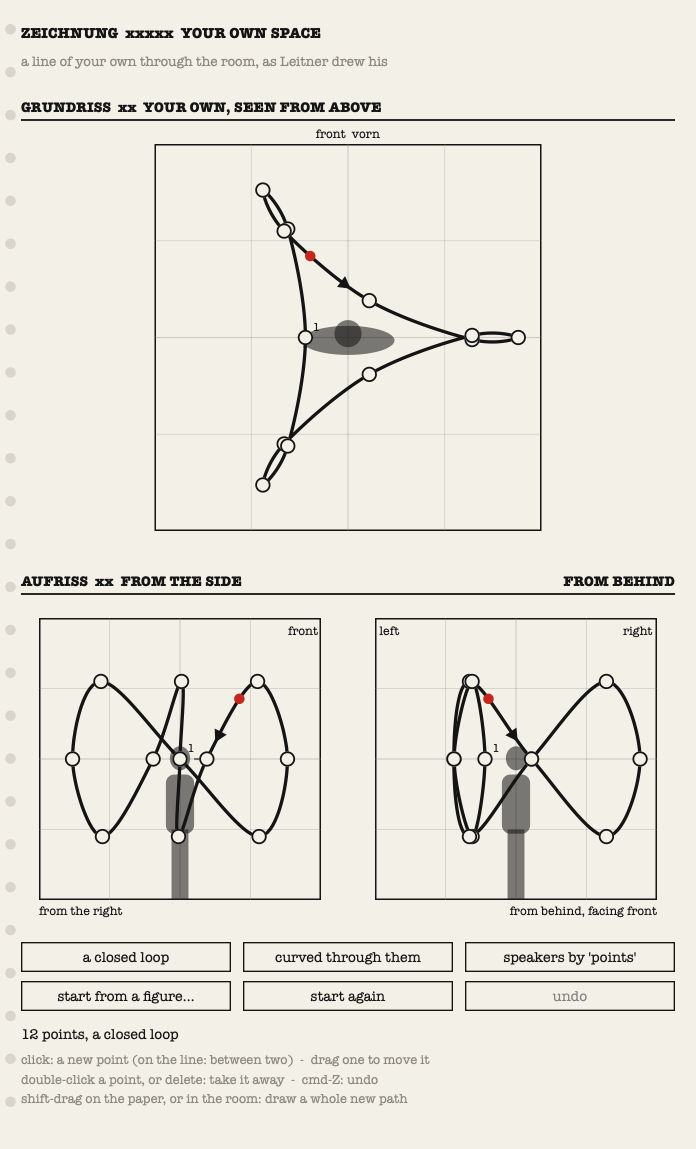 ZEICHNUNG xxxxx YOUR OWN SPACE
a line of your own through the room, as Leitner drew his
GRUNDRISS xx YOUR OWN, SEEN FROM ABOVE
front vorn
1
AUFRISS xx FROM THE SIDE
FROM BEHIND
front
left
right
1
1
from the right
from behind, facing front
a closed loop
curved through them
speakers by 'points'
start from a figure...
start again
undo
12 points, a closed loop
click: a new point (on the line: between two) - drag one to move it
double-click a point, or delete: take it away - cmd-Z: undo
shift-drag on the paper, or in the room: draw a whole new path